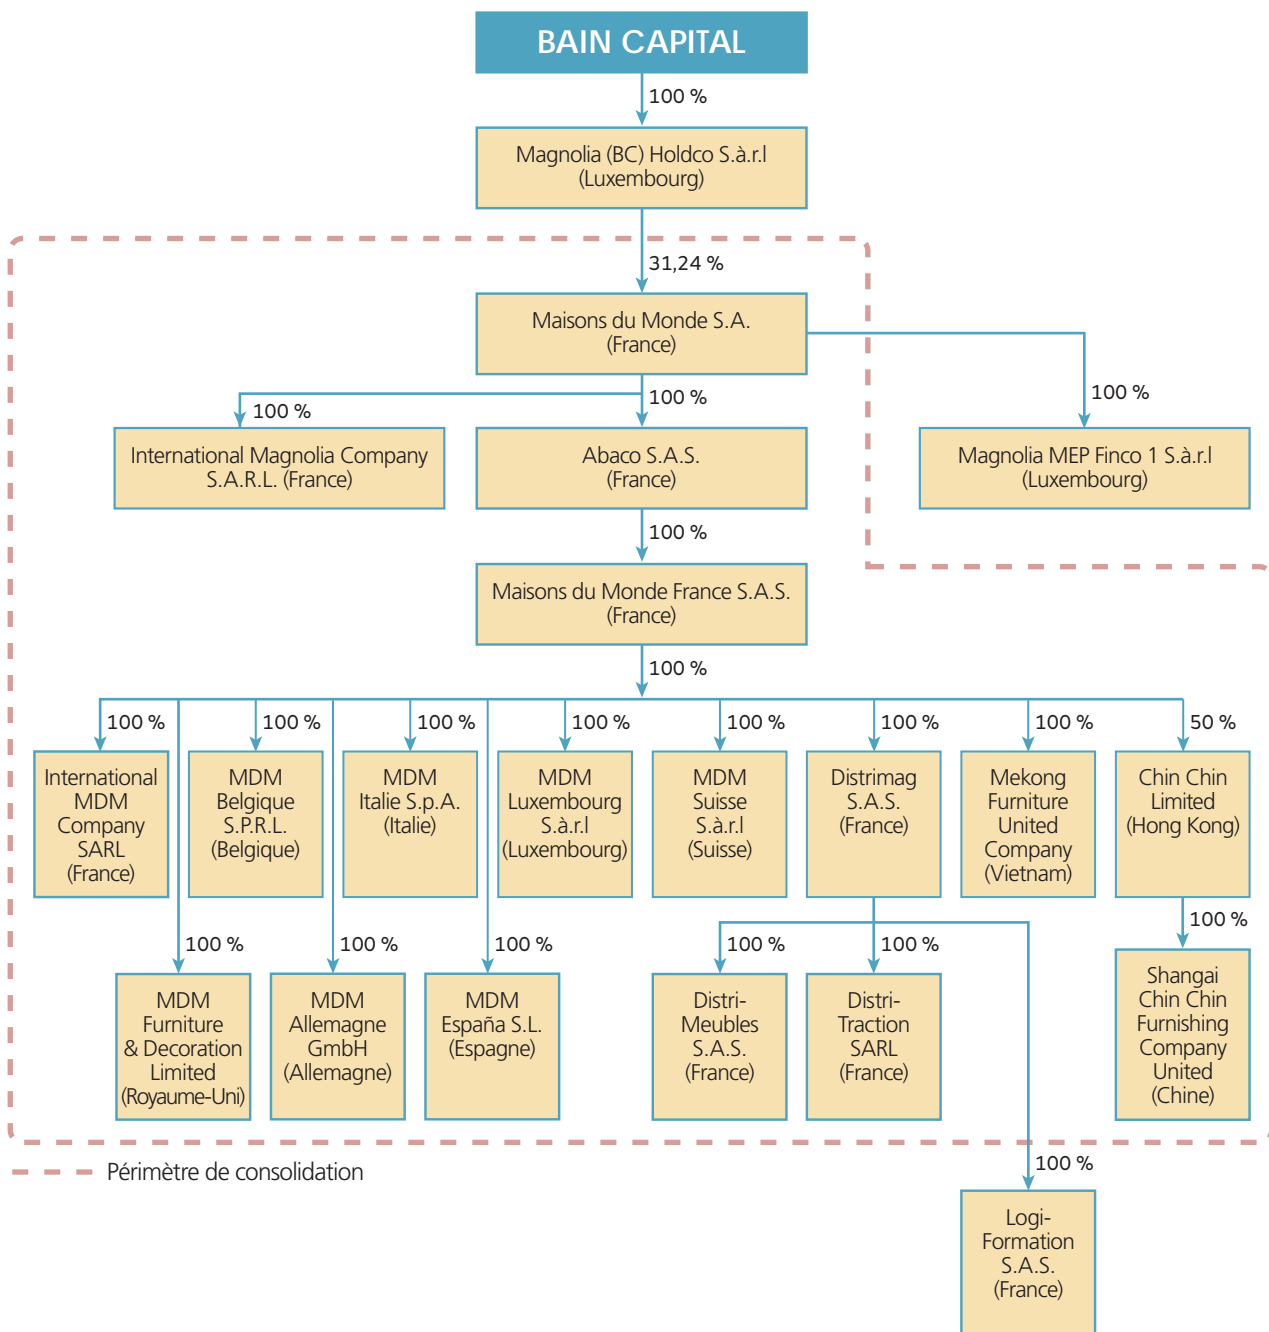 BAIN CAPITAL
100 %
Magnolia (BC) Holdco S.à.r.l
(Luxembourg)
31,24 %
Maisons du Monde S.A.
(France)
100 %
100 %
100 %
International Magnolia Company
S.A.R.L. (France)
Abaco S.A.S.
(France)
Magnolia MEP Finco 1 S.à.r.l
(Luxembourg)
100 %
Maisons du Monde France S.A.S.
(France)
100 %
100 %
100 %
100 %
100 %
100 %
100 %
100 %
50 %
International
MDM
Company
SARL
(France)
MDM
Belgique
S.P.R.L.
(Belgique)
MDM
Italie S.p.A.
(Italie)
MDM
Luxembourg
S.à.r.l
(Luxembourg)
MDM
Suisse
S.à.r.l
(Suisse)
Distrimag
S.A.S.
(France)
Mekong
Furniture
United
Company
(Vietnam)
Chin Chin
Limited
(Hong Kong)
100 %
100 %
100 %
100 %
100 %
100 %
MDM
Furniture
& Decoration
Limited
(Royaume-Uni)
MDM
Allemagne
GmbH
(Allemagne)
MDM
España S.L.
(Espagne)
Distri-
Meubles
S.A.S.
(France)
Distri-
Traction
SARL
(France)
Shangai
Chin Chin
Furnishing
Company
United
(Chine)
Périmètre de consolidation
100 %
Logi-
Formation
S.A.S.
(France)